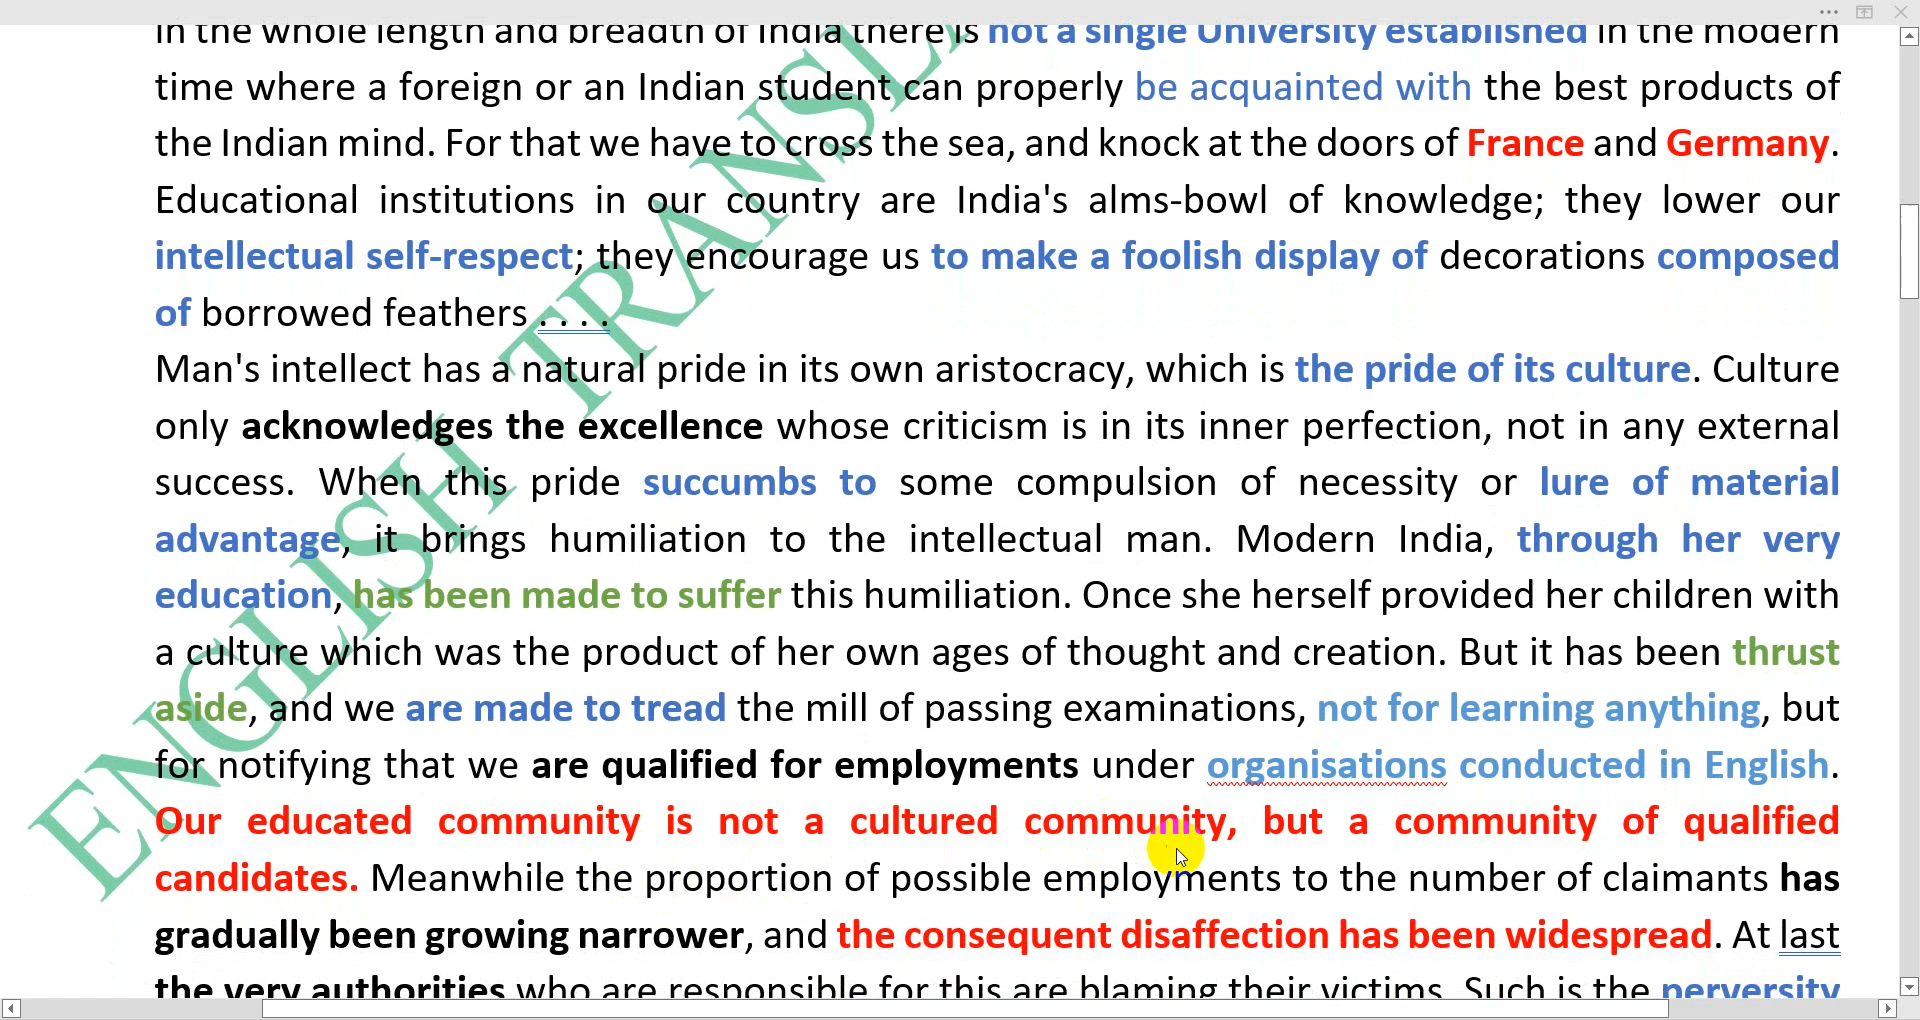 In the whole length and breadth of India there is not a single University established in the modern
time where a foreign or an Indian student can properly be acquainted with the best products of
the Indian mind. For that we have to cross the sea, and knock at the doors of France and Germany.
Educational institutions in our country are India's alms-bowl of knowledge; they lower our
intellectual self-respect; they encourage us to make a foolish display of decorations composed
of borrowed feathers . . . .
Man's intellect has a natural pride in its own aristocracy, which is the pride of its culture. Culture
only acknowledges the excellence whose criticism is in its inner perfection, not in any external
success. When this pride succumbs to some compulsion of necessity or lure of material
advantage, it brings humiliation to the intellectual man. Modern India, through her very
education, has been made to suffer this humiliation. Once she herself provided her children with
a culture which was the product of her own ages of thought and creation. But it has been thrust
aside, and we are made to tread the mill of passing examinations, not for learning anything, but
for notifying that we are qualified for employments under organisations conducted in English.
Our educated community is not a cultured community, but a community of qualified
candidates. Meanwhile the proportion of possible employments to the number of claimants has
gradually been growing narrower, and the consequent disaffection has been widespread. At last
the very authorities who are responsible for this are blaming their victims. Such is the perversity
ENGLISH TRANSL